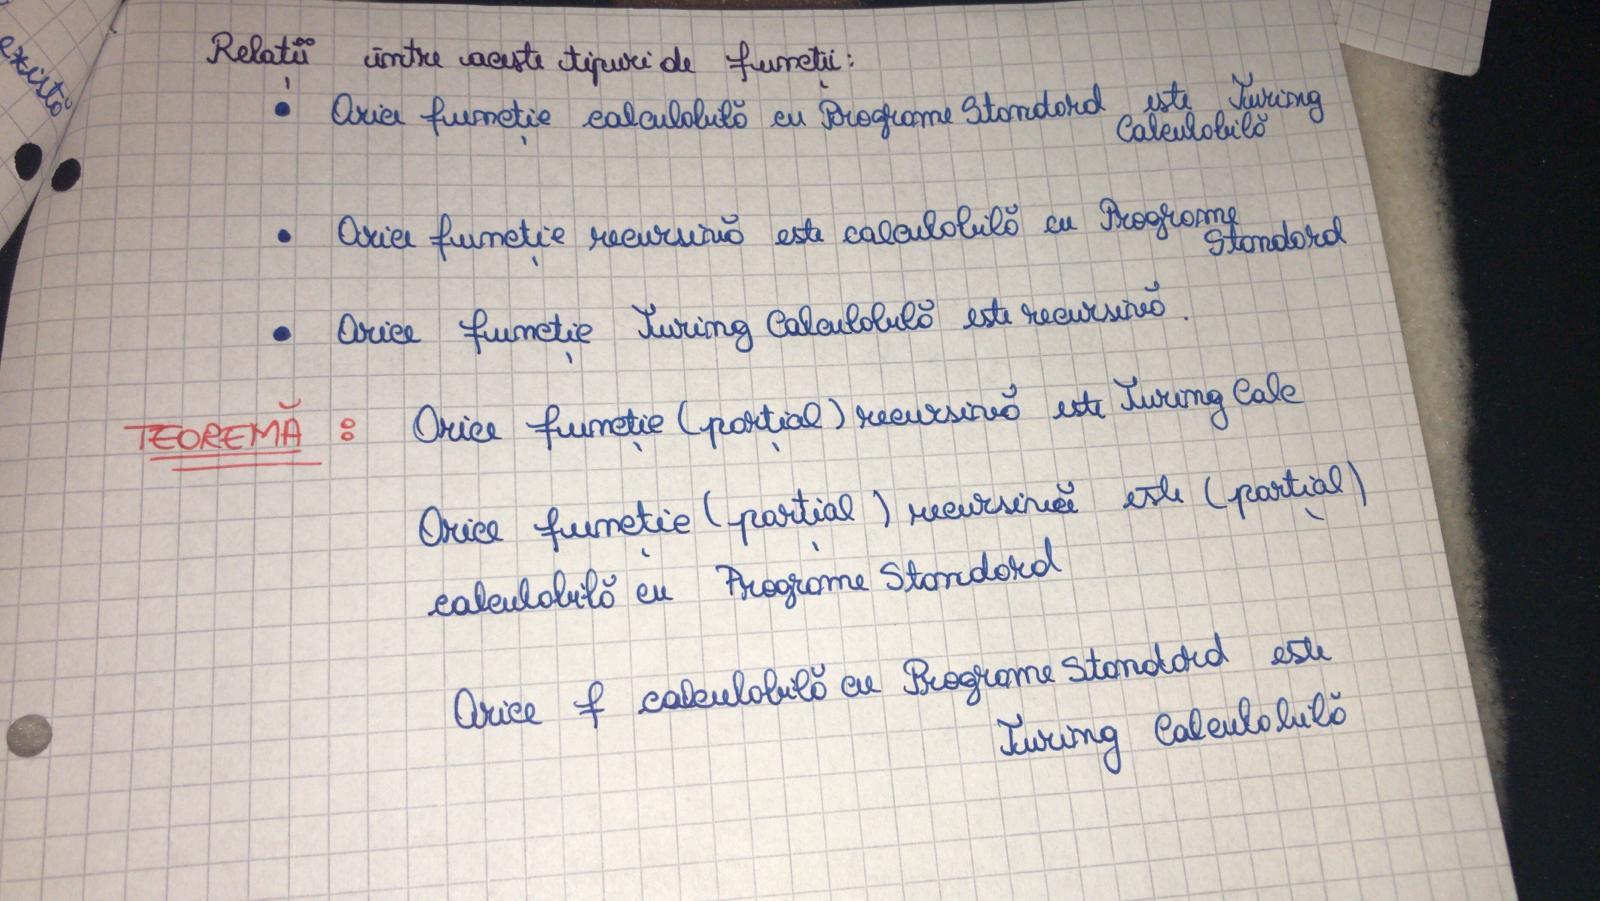 există
Relații între aceste tipuri de funcții:
• Orice funcție calculabilă cu Programe Standard este Turing
Calculabilă
• Orice funcție recursivă este calculabilă cu Programe
Standard
• Orice funcție Turing Calculabilă este recursivă.
TEOREMĂ : Orice funcție (parțial) recursivă este Turing Calc
Orice funcție (parțial) recursivă este (parțial)
calculabilă cu Programe Standard
Orice f calculabilă cu Programe Standard este
Turing Calculabilă